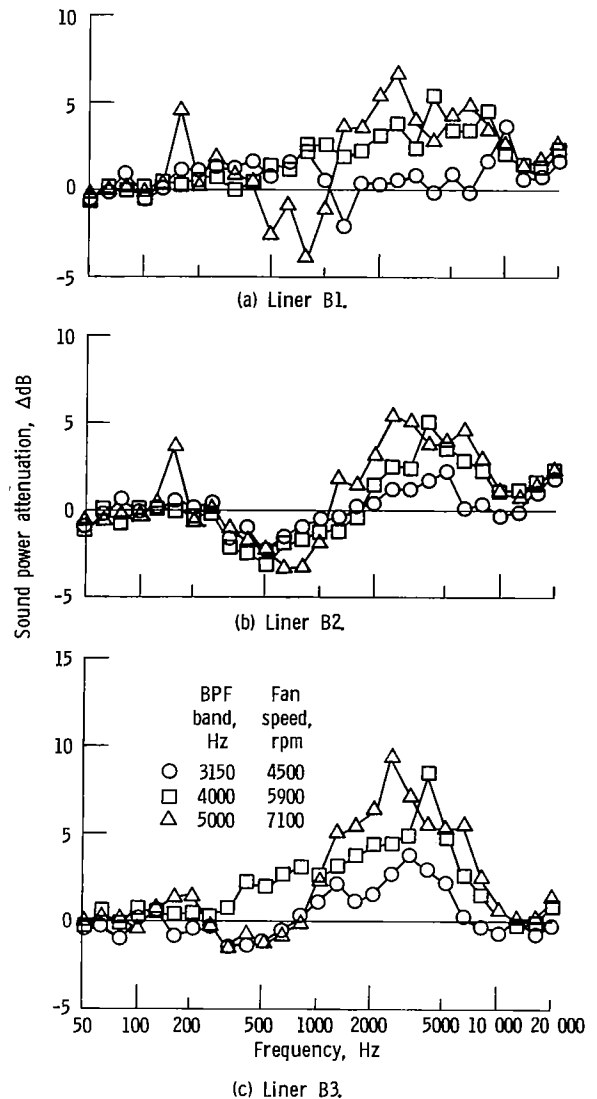 10
5
0
-5
(a) Liner B1.
10
5
0
-5
(b) Liner B2.
Sound power attenuation, ΔdB
15
10
5
0
-5
BPF Fan
band, speed,
Hz rpm
3150 4500
4000 5900
5000 7100
50 100 200 500 1000 2000 5000 10 000 20 000
Frequency, Hz
(c) Liner B3.